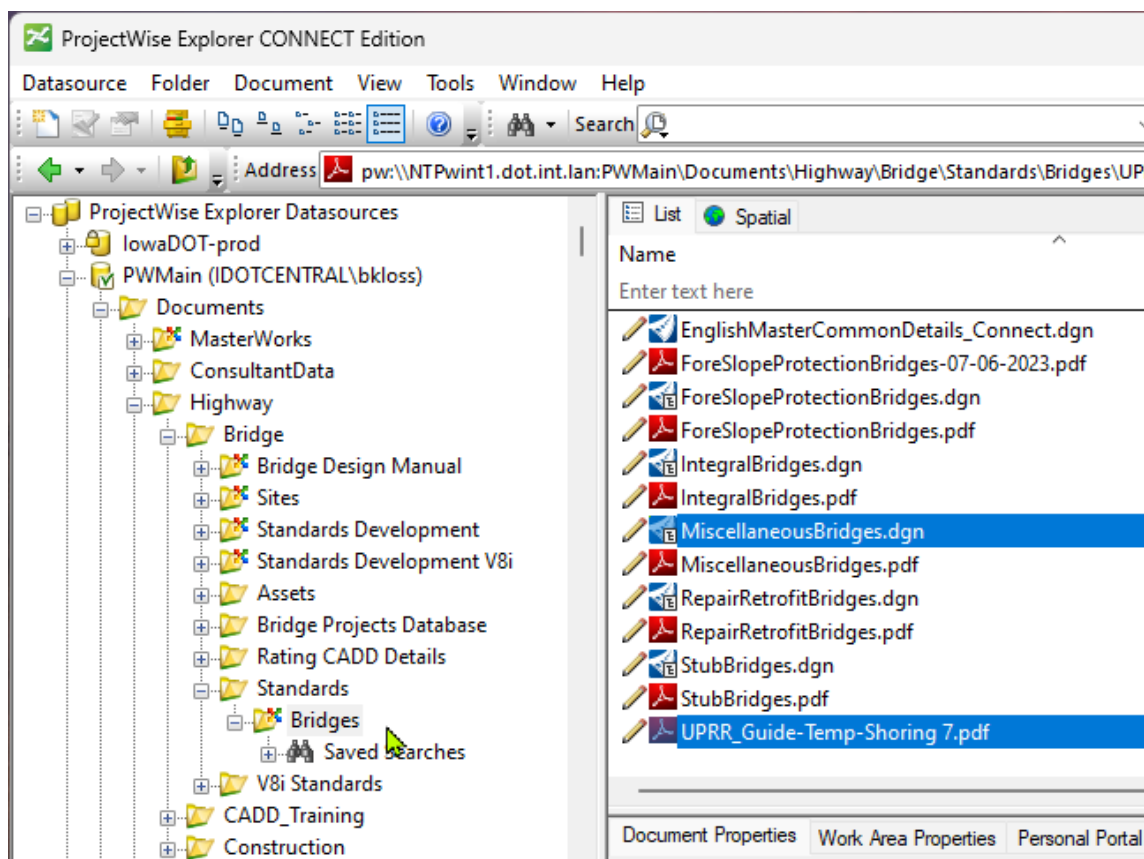 ProjectWise Explorer CONNECT Edition
Datasource Folder Document View Tools Window Help
Search
Address pw:\\NTPwint1.dot.int.lan:PWMain\Documents\Highway\Bridge\Standards\Bridges\UP
ProjectWise Explorer Datasources
IowaDOT-prod
PWMain (IDOTCENTRAL\bkloss)
Documents
MasterWorks
ConsultantData
Highway
Bridge
Bridge Design Manual
Sites
Standards Development
Standards Development V8i
Assets
Bridge Projects Database
Rating CADD Details
Standards
Bridges
Saved Searches
V8i Standards
CADD_Training
Construction
List Spatial
Name
Enter text here
EnglishMasterCommonDetails_Connect.dgn
ForeSlopeProtectionBridges-07-06-2023.pdf
ForeSlopeProtectionBridges.dgn
ForeSlopeProtectionBridges.pdf
IntegralBridges.dgn
IntegralBridges.pdf
MiscellaneousBridges.dgn
MiscellaneousBridges.pdf
RepairRetrofitBridges.dgn
RepairRetrofitBridges.pdf
StubBridges.dgn
StubBridges.pdf
UPRR_Guide-Temp-Shoring 7.pdf
Document Properties Work Area Properties Personal Portal